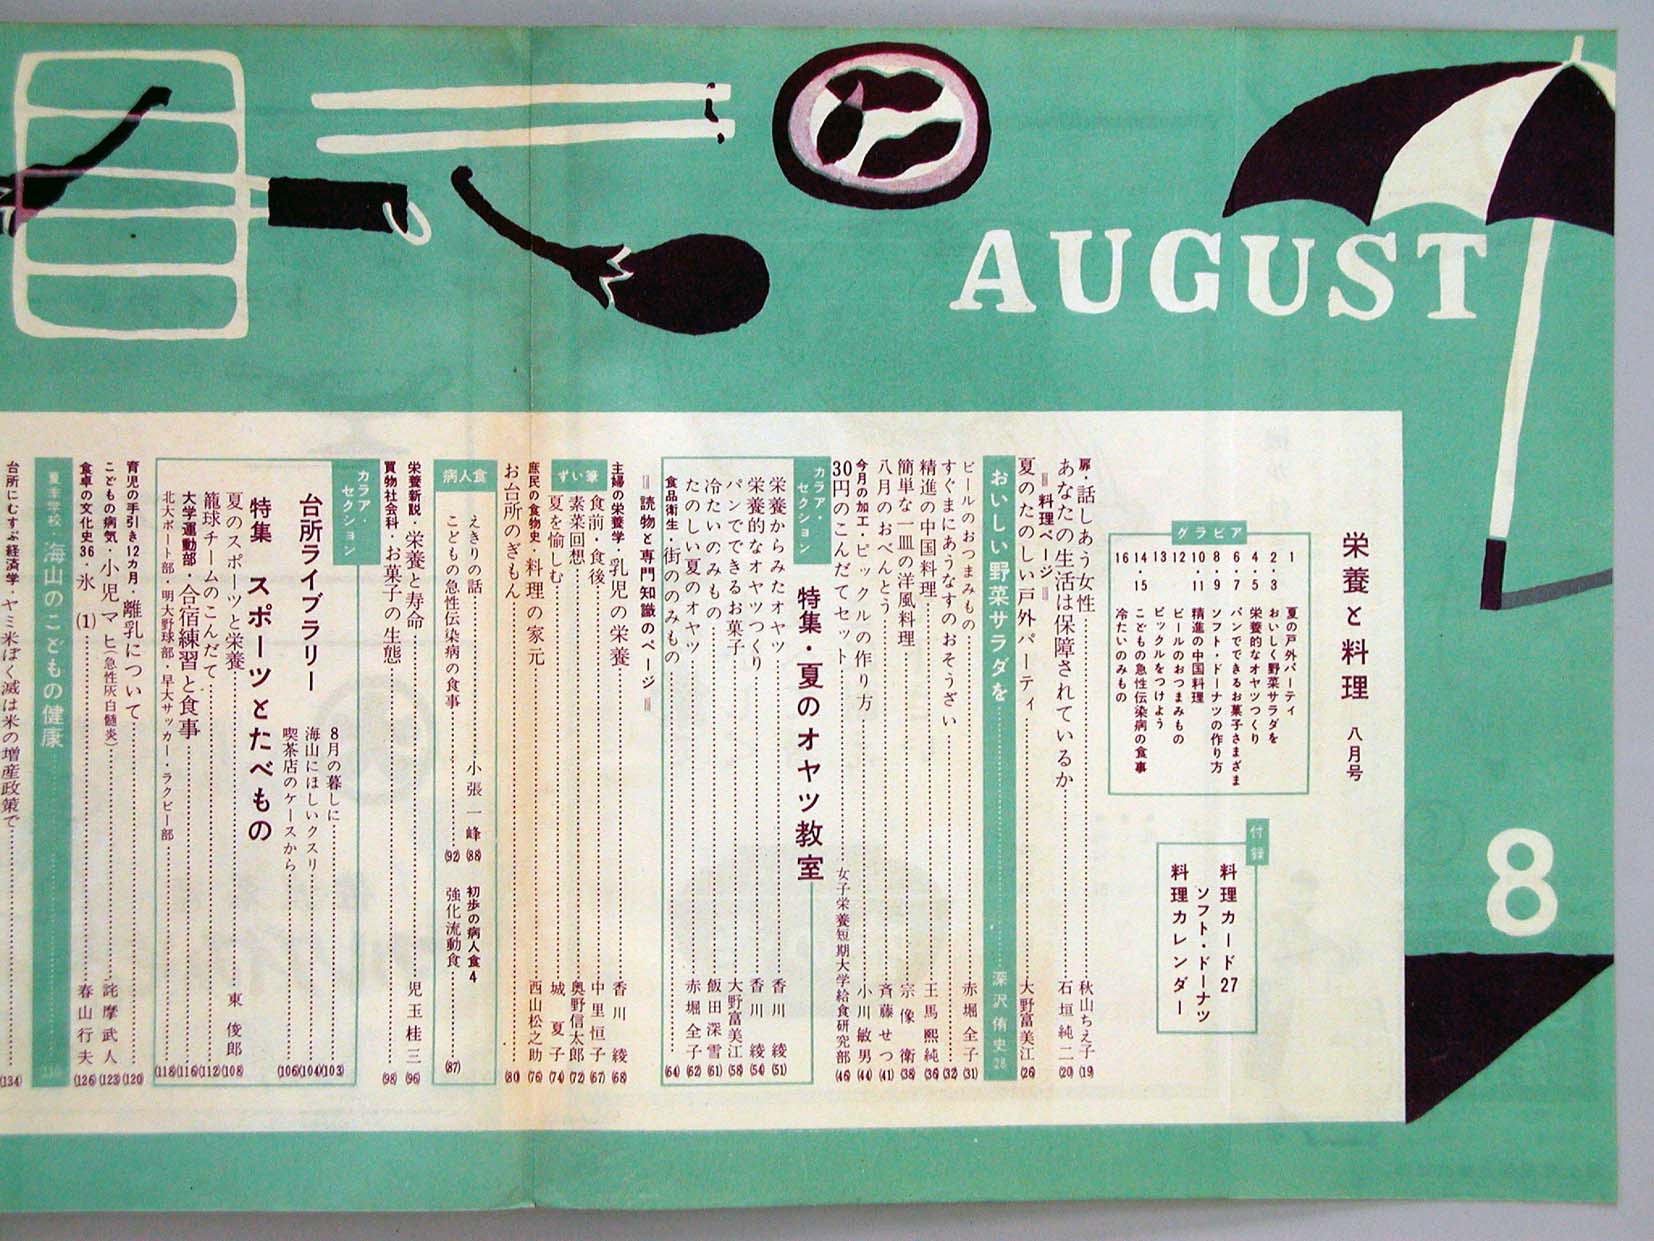 AUGUST
8
栄養と料理 八月号
グラビア
1 夏の戸外パーティ
2・3 おいしく野菜サラダを
4・5 栄養的なオヤツつくり
6・7 パンでできるお菓子さまざま
8・9 ソフト・ドーナツの作り方
10・11 精進の中国料理
12 ビールのおつまみもの
13 ピックルをつけよう
14・15 こどもの急性伝染病の食事
16 冷たいのみもの
付録
料理カード27
ソフト・ドーナツ
料理カレンダー
扉・話しあう女性 秋山ちえ子 (19)
あなたの生活は保障されているか 石垣純二 (20)
料理ページ
夏のたのしい戸外パーティ 大野富美江 (26)
おいしい野菜サラダを 深沢侑史 28
ビールのおつまみもの 赤堀全子 (31)
すぐまにあうなすのおそうざい (32)
精進の中国料理 王馬熙純 (36)
簡単な一皿の洋風料理 宗像衛 (38)
八月のおべんとう 斉藤せつ (41)
今月の加工・ピックルの作り方 小川敏男 (44)
30円のこんだてセット 女子栄養短期大学給食研究部 (46)
カラア・セクション
特集・夏のオヤツ教室
栄養からみたオヤツ 香川綾 (51)
栄養的なオヤツつくり 香川綾 (54)
パンでできるお菓子 大野富美江 (58)
冷たいのみもの 飯田深雪 (61)
たのしい夏のオヤツ 赤堀全子 (62)
食品衛生・街ののみもの (64)
読物と専門知識のページ
主婦の栄養学・乳児の栄養 香川綾 (68)
ずい筆
食前・食後 中里恒子 (67)
素菜回想 奥野信太郎 (72)
夏を愉しむ 城夏子 (74)
庶民の食物史・料理の家元 西山松之助 (76)
お台所のぎもん (80)
病人食
えきりの話 小張一峰 (88)
こどもの急性伝染病の食事 (92)
初歩の病人食4
強化流動食 (87)
栄養新説・栄養と寿命 児玉桂三 (96)
買物社会科・お菓子の生態 (98)
カラア・セクション
台所ライブラリー
8月の暮しに (103)
海山にほしいクスリ (104)
喫茶店のケースから (106)
特集 スポーツとたべもの
夏のスポーツと栄養 東俊郎 (108)
籠球チームのこんだて (112)
大学運動部・合宿練習と食事 (116)
北大ボート部・明大野球部・早大サッカー・ラクビー部 (118)
育児の手引き12カ月・離乳について (120)
こどもの病気・小児マヒ(急性灰白髄炎) 詫摩武人 (123)
食卓の文化史36・氷(1) 春山行夫 (126)
夏季学校・海山のこどもの健康
台所にむすぶ経済学・ヤミ米ぼく滅は米の増産政策で (134)